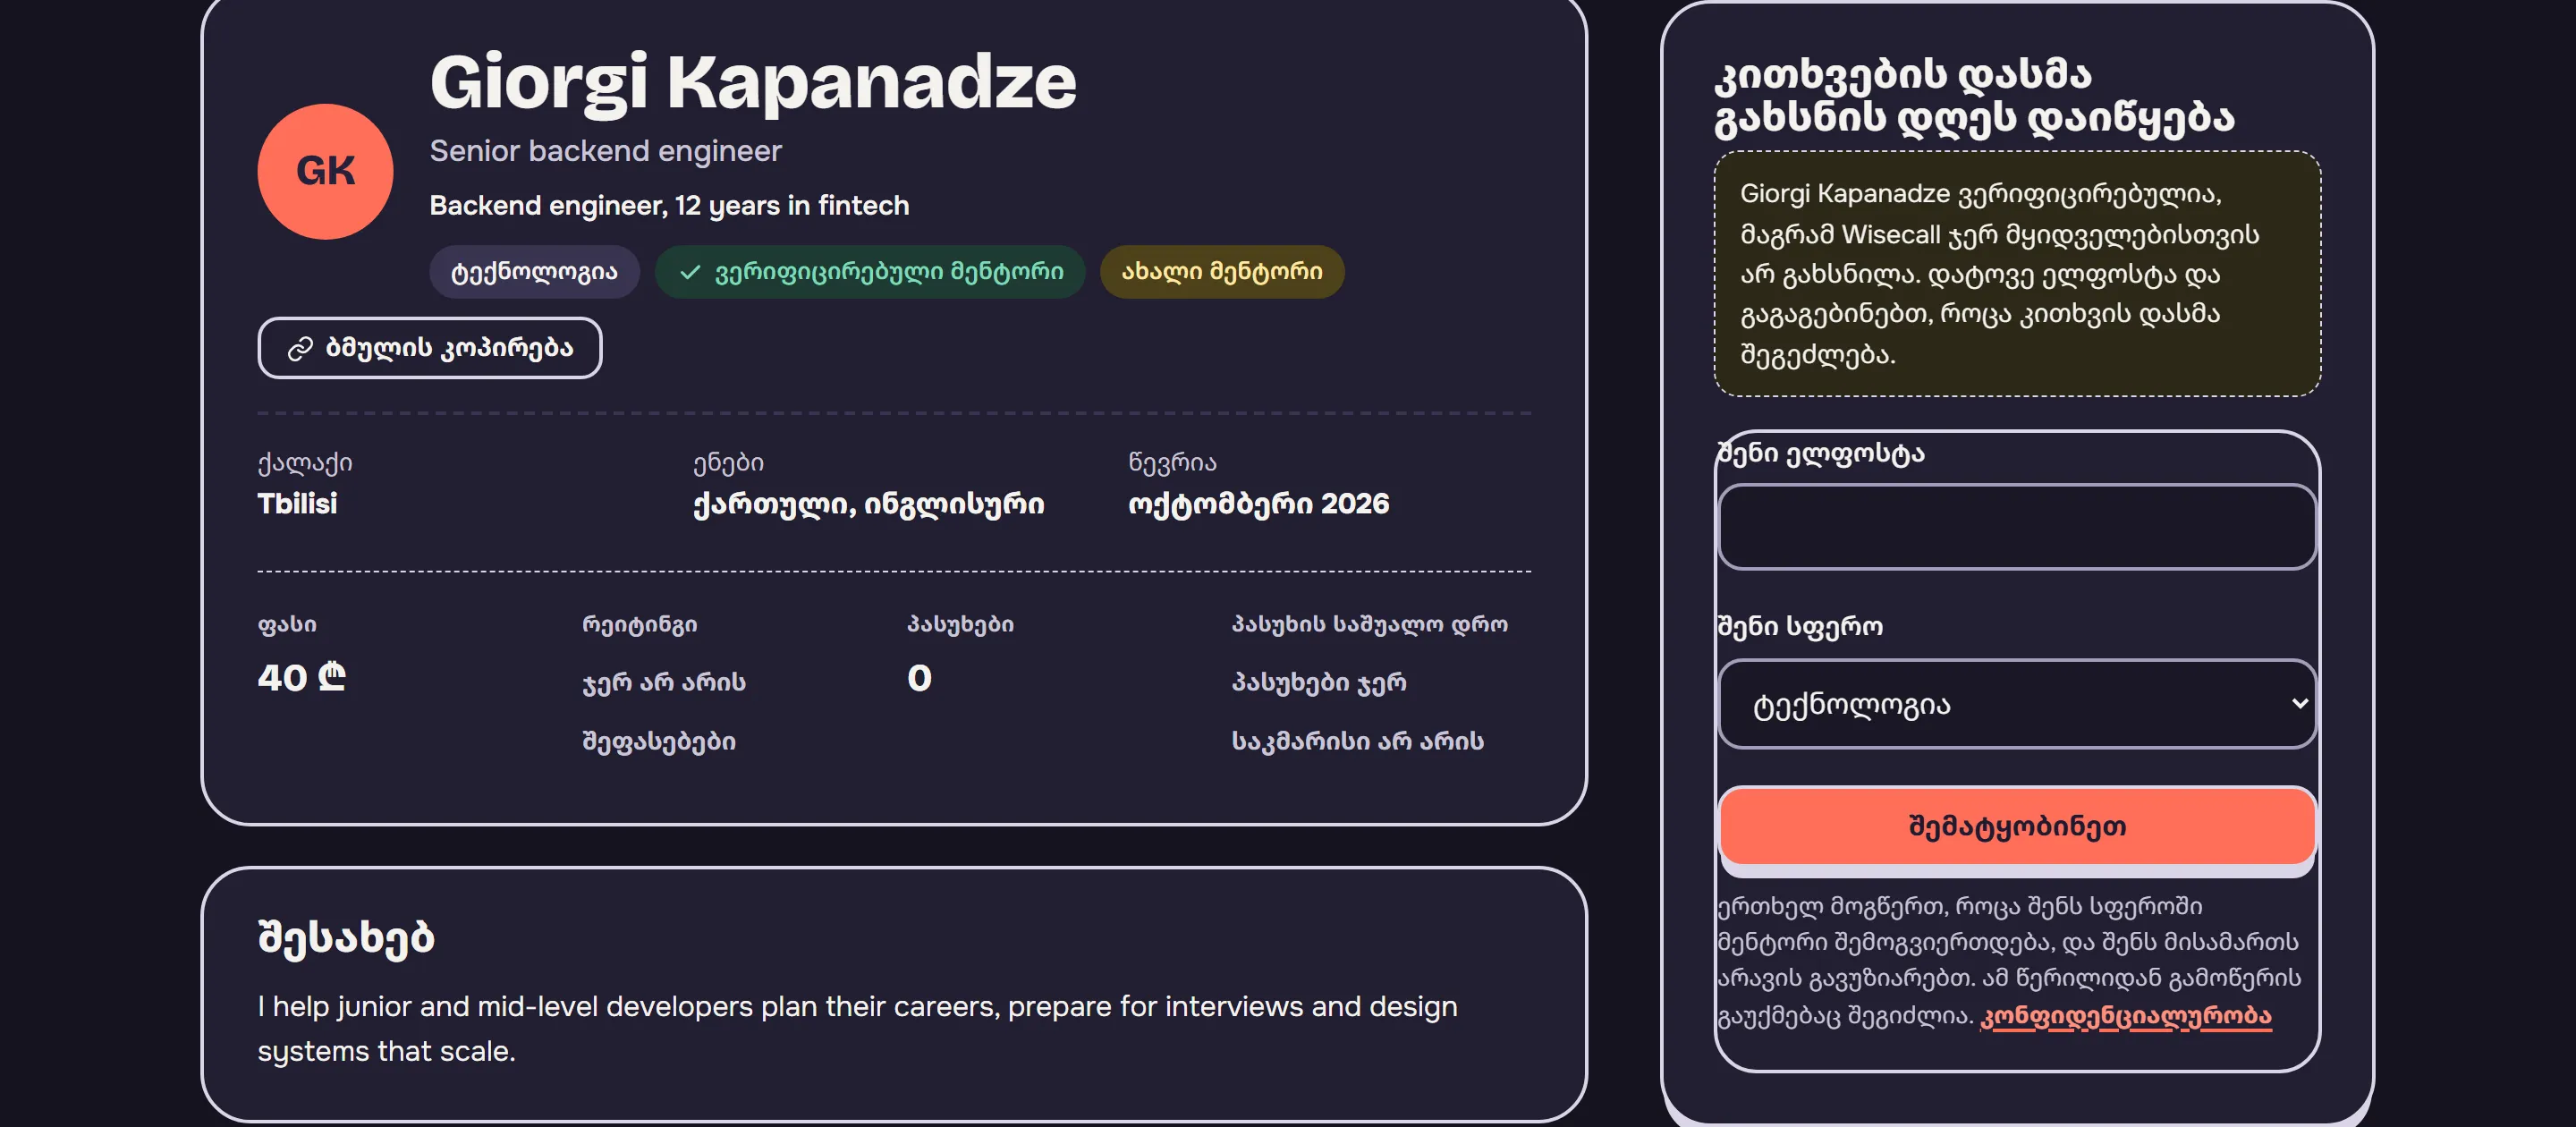 Giorgi Kapanadze
GK
Senior backend engineer
Backend engineer, 12 years in fintech
ტექნოლოგია
ვერიფიცირებული მენტორი
ახალი მენტორი
ბმულის კოპირება
ქალაქი
Tbilisi
ენები
ქართული, ინგლისური
წევრია
ოქტომბერი 2026
ფასი
40 ₾
რეიტინგი
ჯერ არ არის
შეფასებები
პასუხები
0
პასუხის საშუალო დრო
პასუხები ჯერ
საკმარისი არ არის
შესახებ
I help junior and mid-level developers plan their careers, prepare for interviews and design
systems that scale.
კითხვების დასმა
გახსნის დღეს დაიწყება
Giorgi Kapanadze ვერიფიცირებულია,
მაგრამ Wisecall ჯერ მყიდველებისთვის
არ გახსნილა. დატოვე ელფოსტა და
გაგაგებინებთ, როცა კითხვის დასმა
შეგეძლება.
შენი ელფოსტა
შენი სფერო
ტექნოლოგია
შემატყობინეთ
ერთხელ მოგწერთ, როცა შენს სფეროში
მენტორი შემოგვიერთდება, და შენს მისამართს
არავის გავუზიარებთ. ამ წერილიდან გამოწერის
გაუქმებაც შეგიძლია. კონფიდენციალურობა